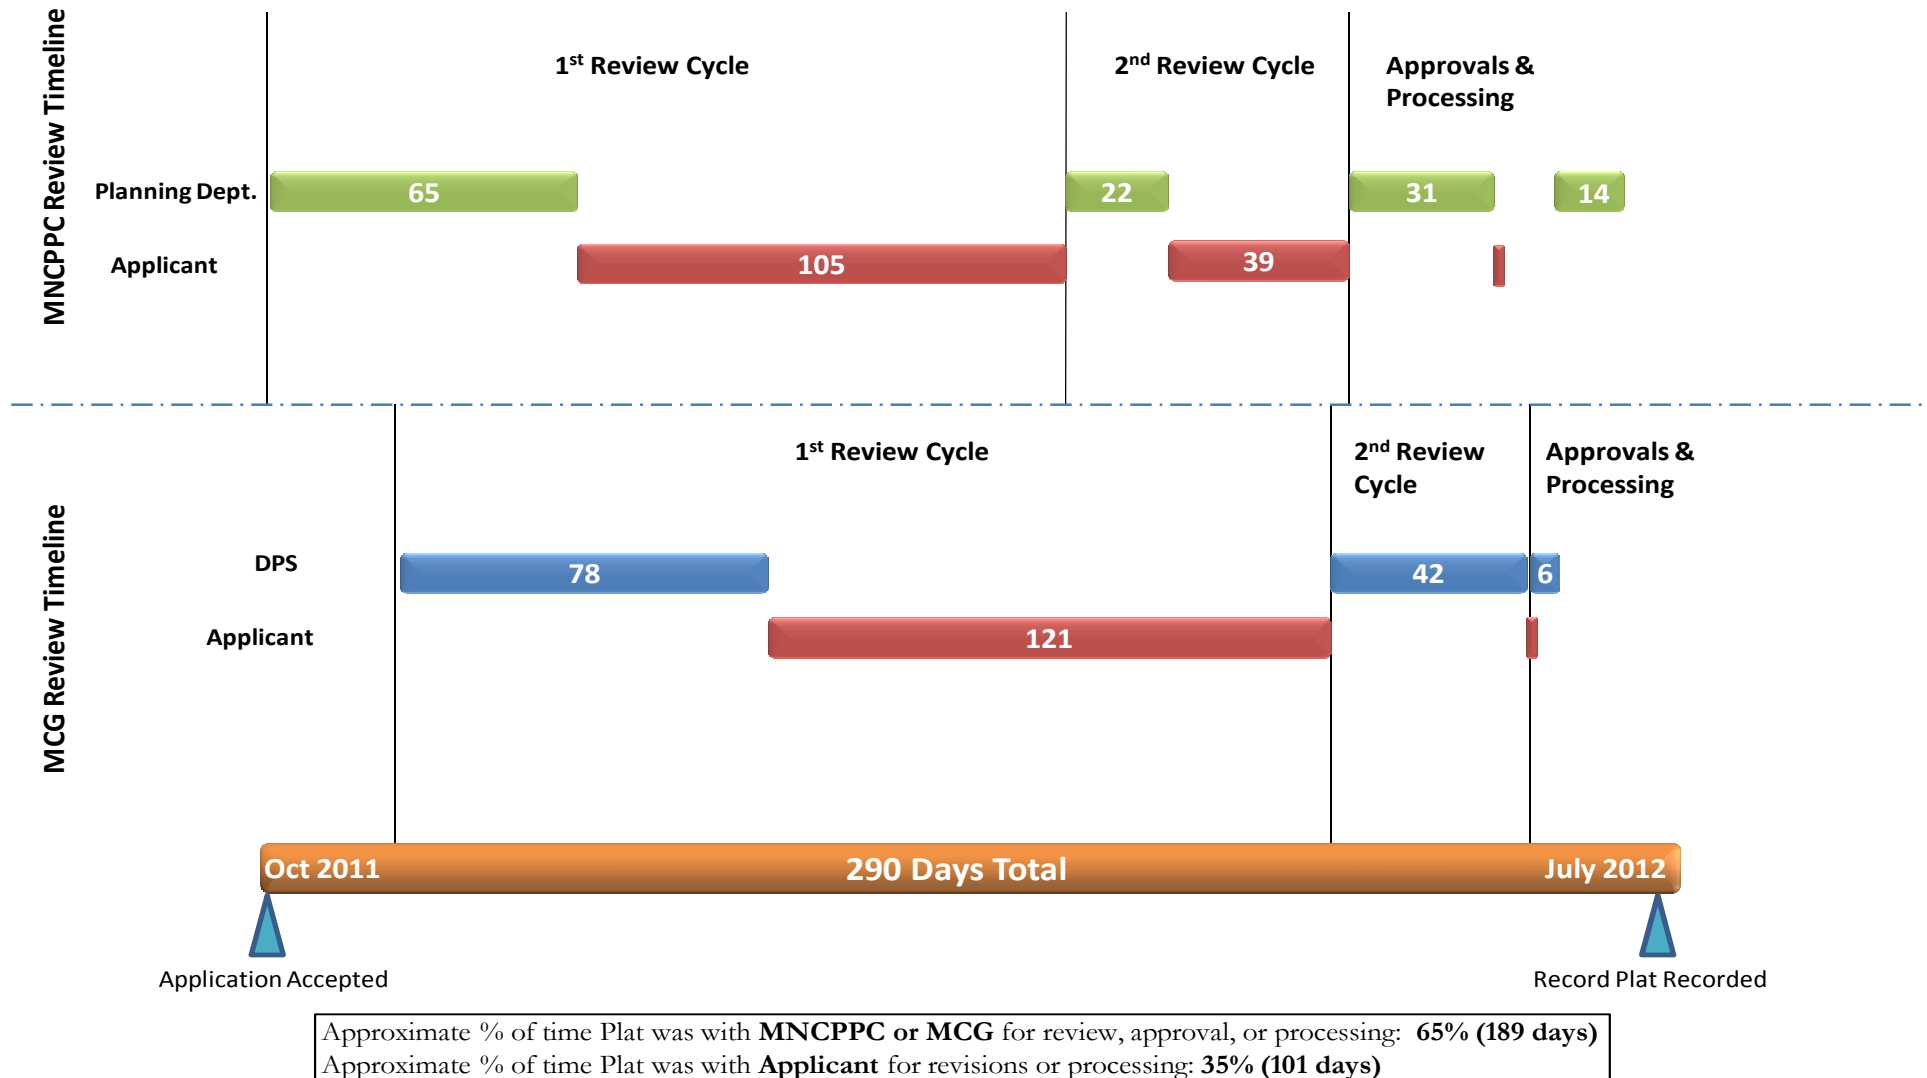 MNCPPC Review Timeline
1st Review Cycle
2nd Review Cycle
Approvals &
Processing
Planning Dept.
65
22
31
14
Applicant
105
39
MCG Review Timeline
1st Review Cycle
2nd Review
Cycle
Approvals &
Processing
DPS
78
42
6
Applicant
121
Oct 2011
290 Days Total
July 2012
Application Accepted
Record Plat Recorded
Approximate % of time Plat was with MNCPPC or MCG for review, approval, or processing: 65% (189 days)
Approximate % of time Plat was with Applicant for revisions or processing: 35% (101 days)